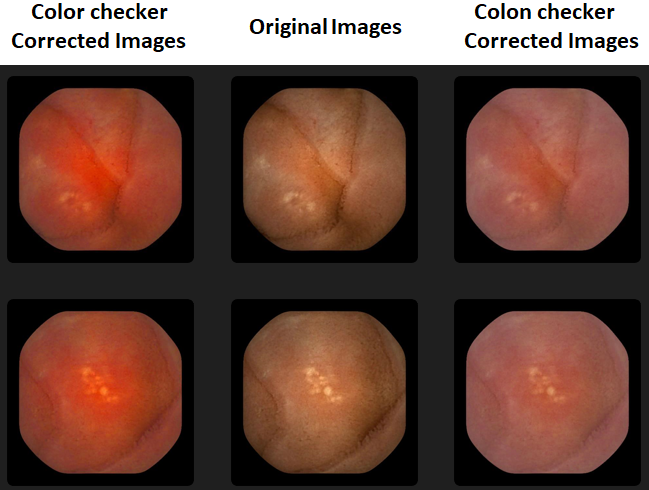 Color checker
Corrected Images
Original Images
Colon checker
Corrected Images